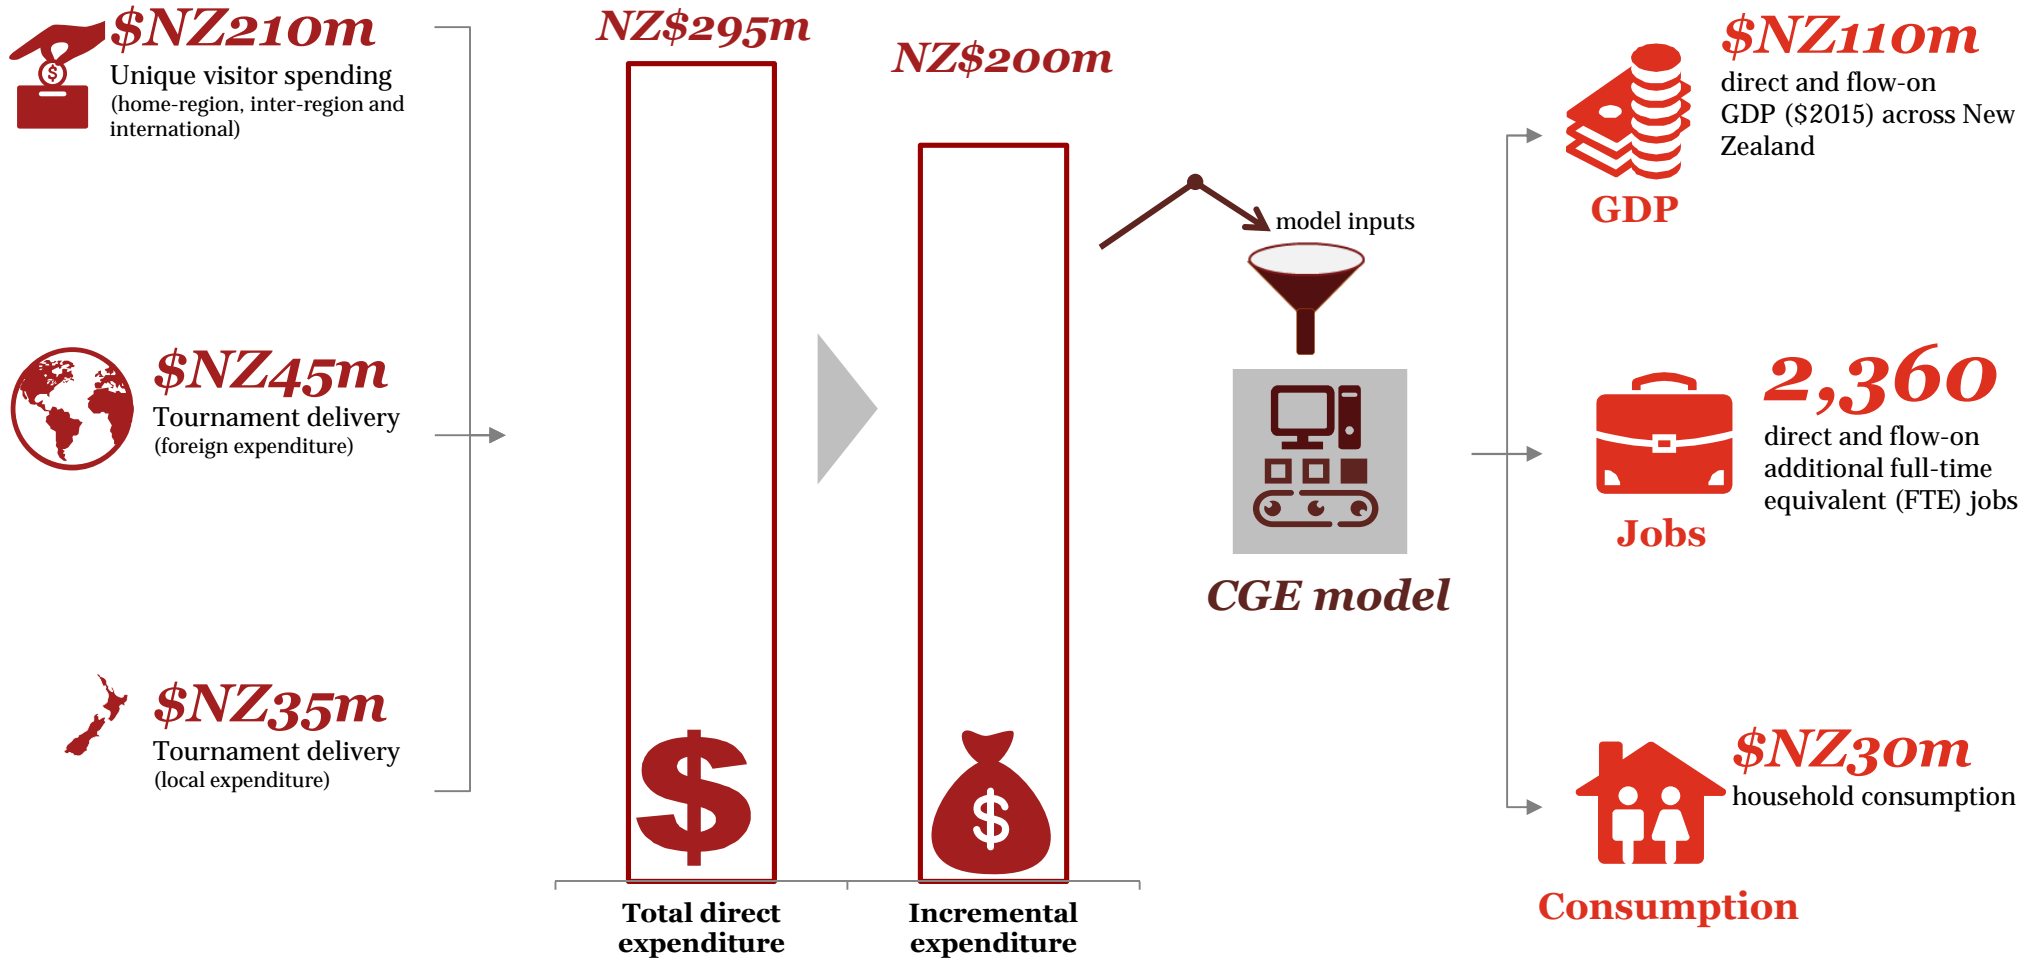 $NZ210m
Unique visitor spending
(home-region, inter-region and
international)
$NZ45m
Tournament delivery
(foreign expenditure)
$NZ35m
Tournament delivery
(local expenditure)
NZ$295m
$
Total direct
expenditure
NZ$200m
$
Incremental
expenditure
model inputs
CGE model
$NZ110m
direct and flow-on
GDP ($2015) across New
Zealand
GDP
2,360
direct and flow-on
additional full-time
equivalent (FTE) jobs
Jobs
$NZ30m
household consumption
Consumption